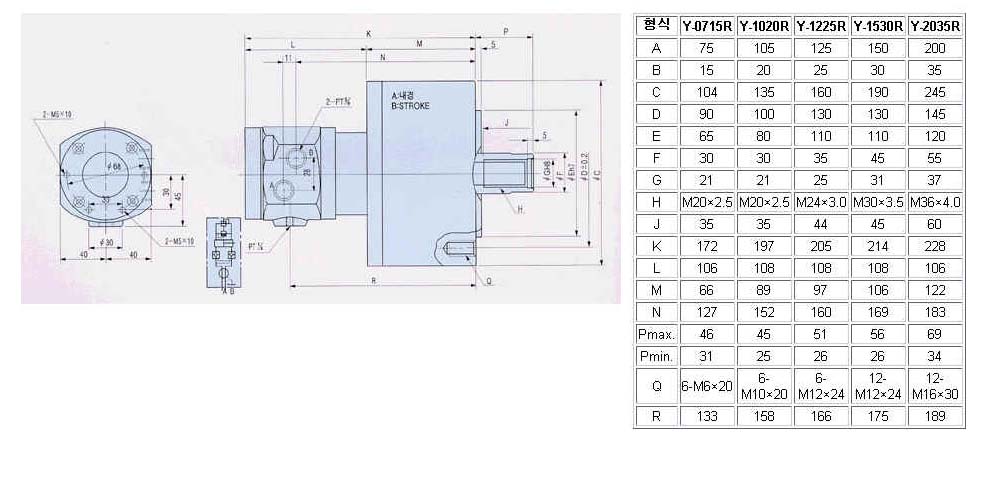 K
L
M
P
5
11
N
2-PT⅜
A:내경
B:STROKE
2-M5×10
φ68
30
45
30
2-M5×10
φ30
40
40
A B
B
28
A
PT ¼
J
5
φGH8
φF
φEh7
φD±0.2
φC
H.
R
Q
형식 Y-0715R Y-1020R Y-1225R Y-1530R Y-2035R
A 75 105 125 150 200
B 15 20 25 30 35
C 104 135 160 190 245
D 90 100 130 130 145
E 65 80 110 110 120
F 30 30 35 45 55
G 21 21 25 31 37
H M20×2.5 M20×2.5 M24×3.0 M30×3.5 M36×4.0
J 35 35 44 45 60
K 172 197 205 214 228
L 106 108 108 108 106
M 66 89 97 106 122
N 127 152 160 169 183
Pmax. 46 45 51 56 69
Pmin. 31 25 26 26 34
Q 6-M6×20 6-M10×20 6-M12×24 12-M12×24 12-M16×30
R 133 158 166 175 189